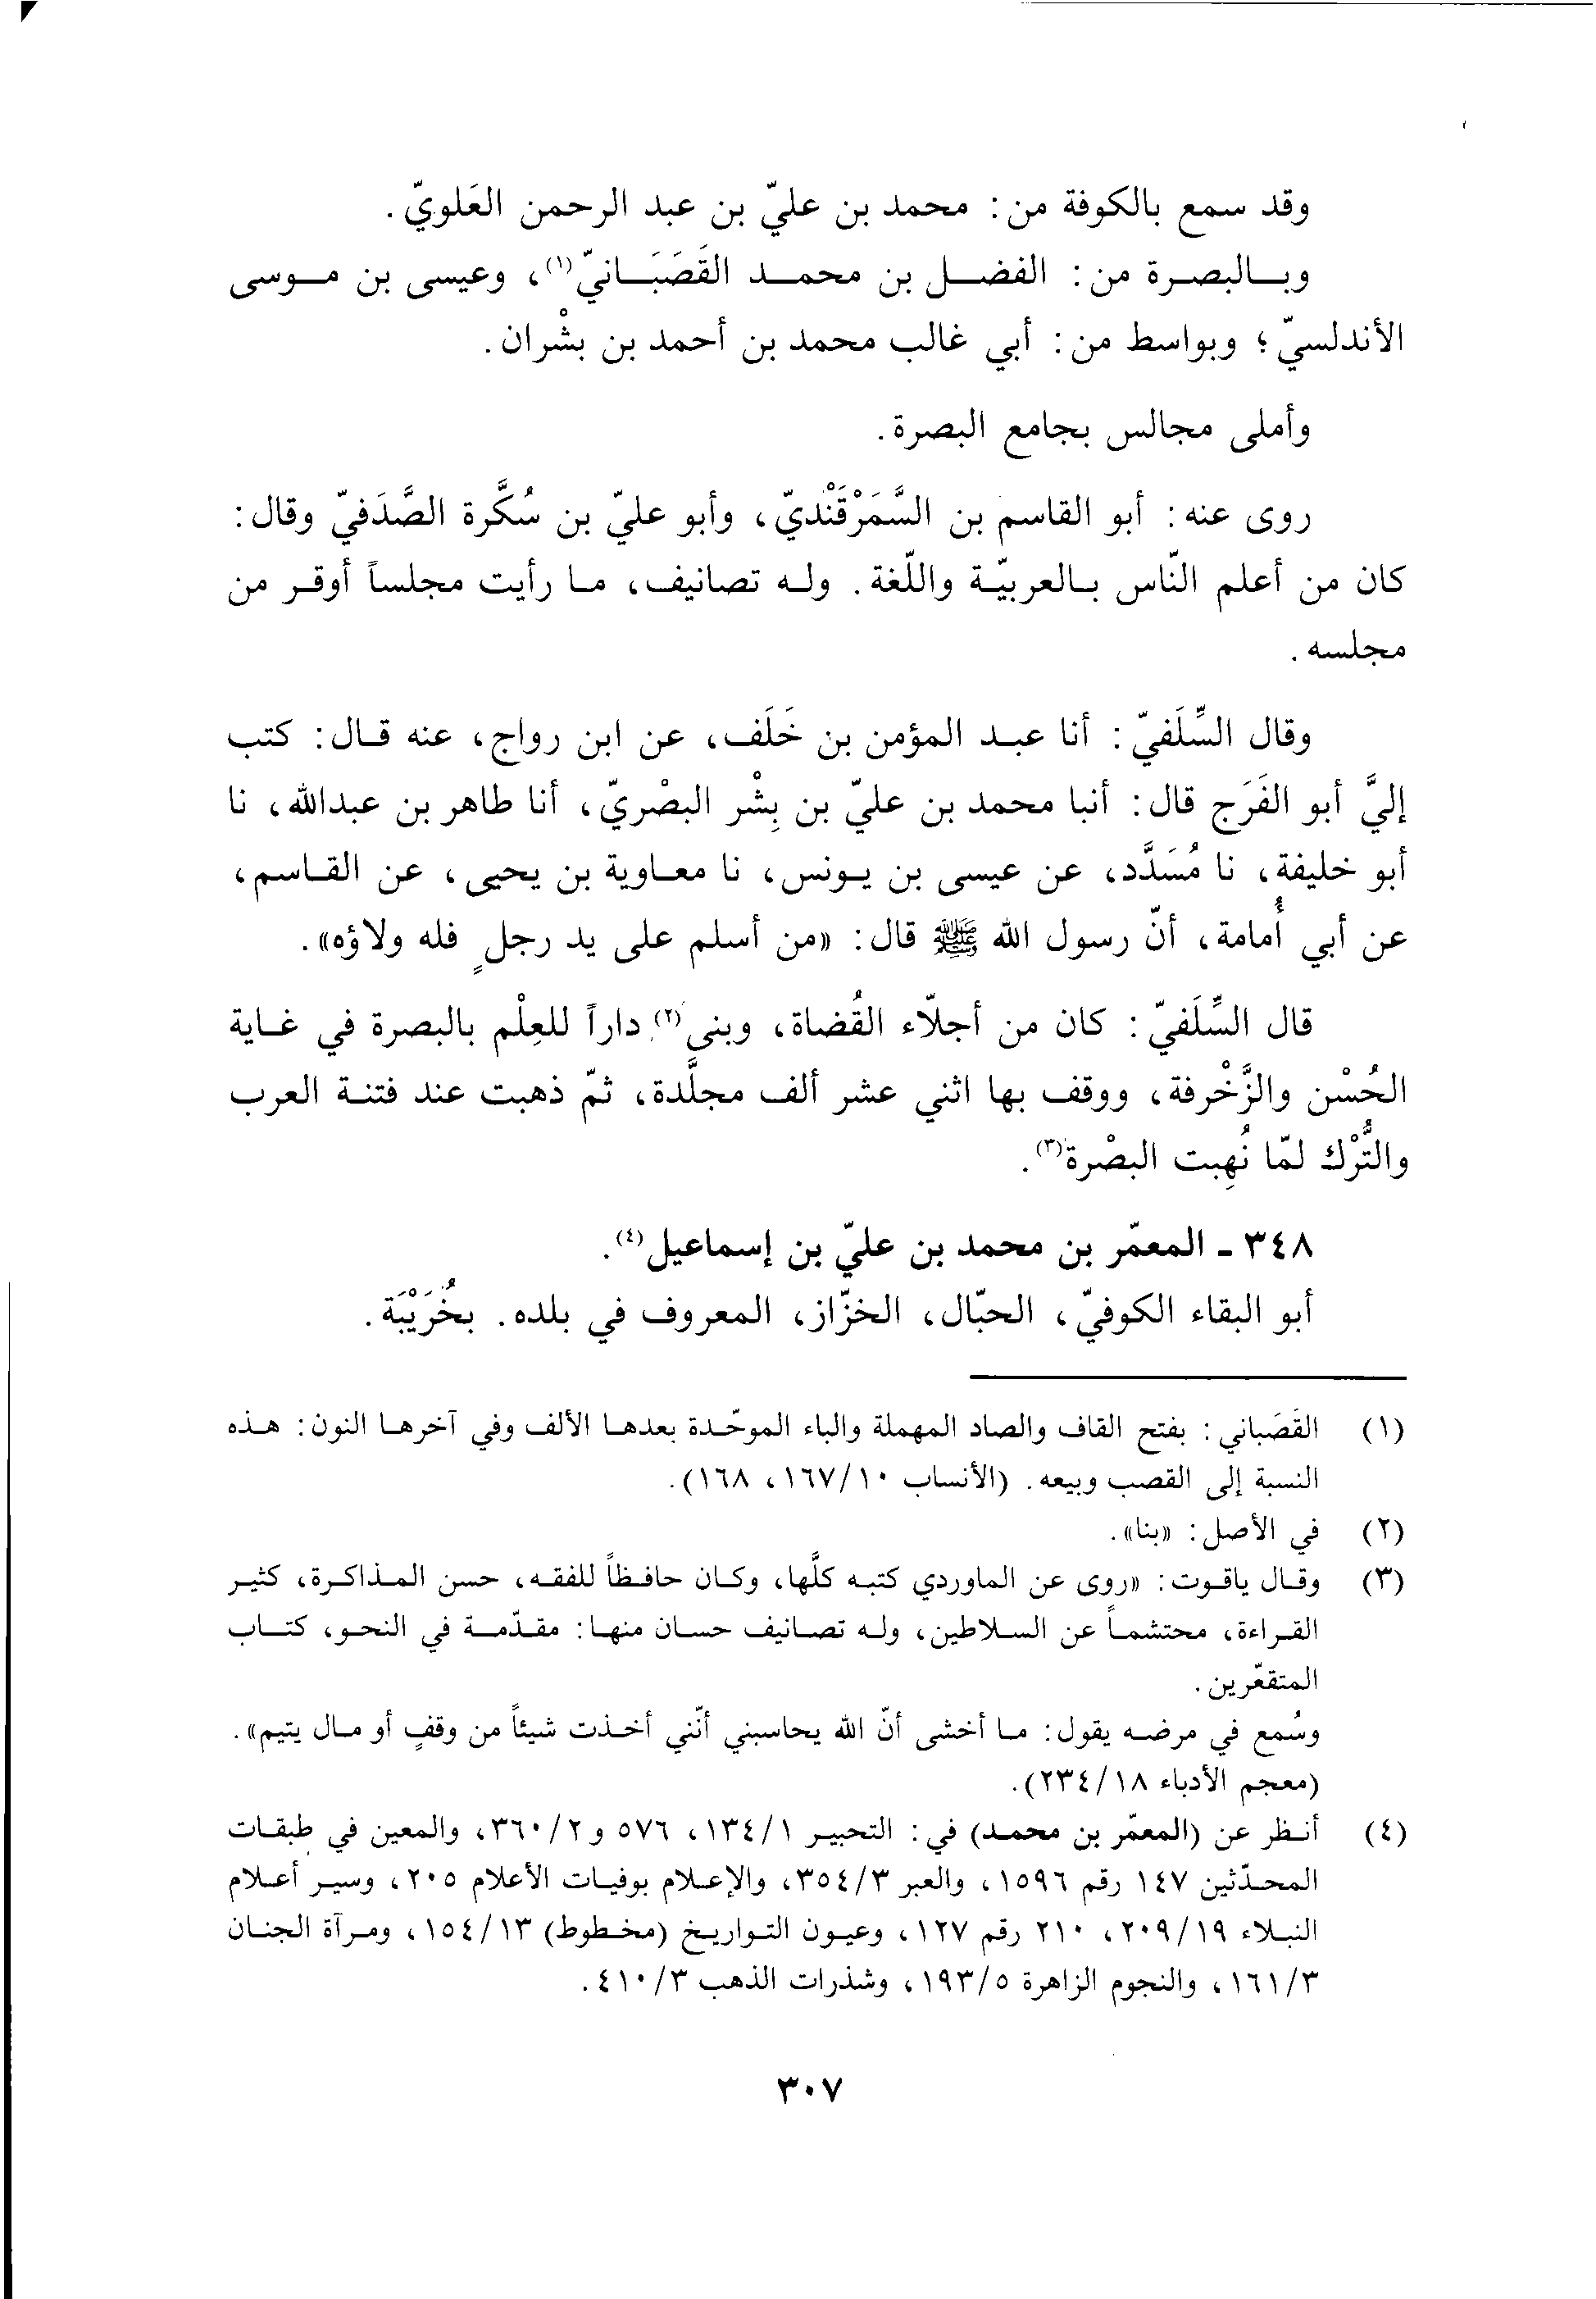 وقد سمع بالكوفة من: محمد بن عليّ بن عبد الرحمن العَلويّ.
وبالبصرة من: الفضل بن محمد القَصَبَانيّ(١)، وعيسى بن موسى
الأندلسيّ؛ وبواسط من: أبي غالب محمد بن أحمد بن بشْران.
وأملى مجالس بجامع البصرة.
روى عنه: أبو القاسم بن السَّمَرْقَنْديّ، وأبو عليّ بن سُكَّرة الصَّدَفيّ وقال:
كان من أعلم النّاس بالعربيّة واللّغة. وله تصانيف، ما رأيت مجلساً أوقر من
مجلسه.
وقال السِّلَفيّ: أنا عبد المؤمن بن خَلَف، عن ابن رواج، عنه قال: كتب
إليَّ أبو الفَرَج قال: أنبا محمد بن عليّ بن بِشْر البصْريّ، أنا طاهر بن عبدالله، نا
أبو خليفة، نا مُسَدَّد، عن عيسى بن يونس، نا معاوية بن يحيى، عن القاسم،
عن أبي أُمامة، أنّ رسول الله ﷺ قال: «من أسلم على يد رجلٍ فله ولاؤه».
قال السِّلَفيّ: كان من أجلّاء القُضاة، وبنى(٢) داراً للعِلْم بالبصرة في غاية
الحُسْن والزَّخْرفة، ووقف بها اثني عشر ألف مجلَّدة، ثمّ ذهبت عند فتنة العرب
والتُّرْك لمّا نُهِبت البصْرة(٣).
٣٤٨ ـ المعمّر بن محمد بن عليّ بن إسماعيل(٤).
أبو البقاء الكوفيّ، الحبّال، الخزّاز، المعروف في بلده. بخُرَيْبَة.
(١) القَصَباني: بفتح القاف والصاد المهملة والباء الموحّدة بعدها الألف وفي آخرها النون: هذه
النسبة إلى القصب وبيعه. (الأنساب ١٦٧/١٠، ١٦٨).
(٢) في الأصل: «بنا».
(٣) وقال ياقوت: «روى عن الماوردي كتبه كلَّها، وكان حافظاً للفقه، حسن المذاكرة، كثير
القراءة، محتشماً عن السلاطين، وله تصانيف حسان منها: مقدّمة في النحو، كتاب
المتقعّرين.
وسُمع في مرضه يقول: ما أخشى أنّ الله يحاسبني أنّني أخذت شيئاً من وقفٍ أو مال يتيم».
(معجم الأدباء ٢٣٤/١٨).
(٤) أنظر عن (المعمّر بن محمد) في: التحبير ١٣٤/١، ٥٧٦ و ٣٦٠/٢، والمعين في طبقات
المحدّثين ١٤٧ رقم ١٥٩٦، والعبر ٣٥٤/٣، والإعلام بوفيات الأعلام ٢٠٥، وسير أعلام
النبلاء ٢٠٩/١٩، ٢١٠ رقم ١٢٧، وعيون التواريخ (مخطوط) ١٥٤/١٣، ومرآة الجنان
١٦١/٣، والنجوم الزاهرة ١٩٣/٥، وشذرات الذهب ٤١٠/٣.
٣٠٧